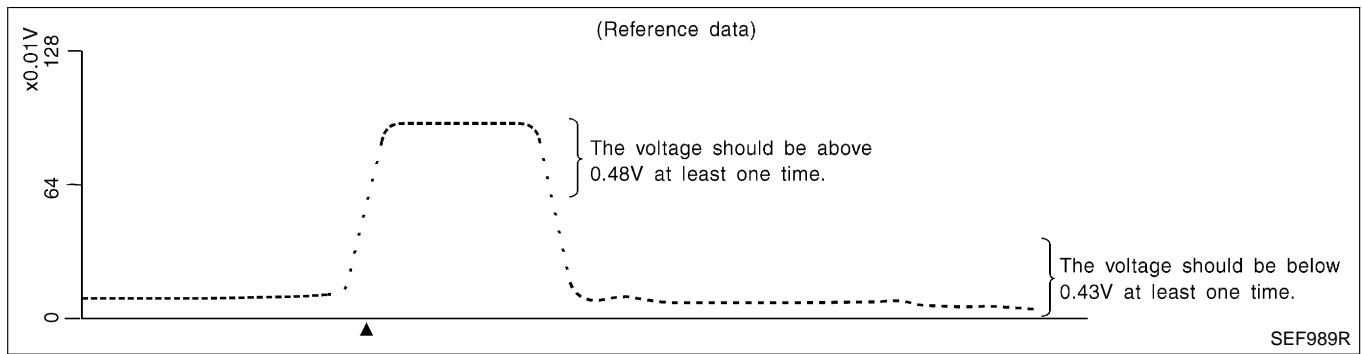 (Reference data)
x0.01V
128
64
0
The voltage should be above
0.48V at least one time.
The voltage should be below
0.43V at least one time.
SEF989R